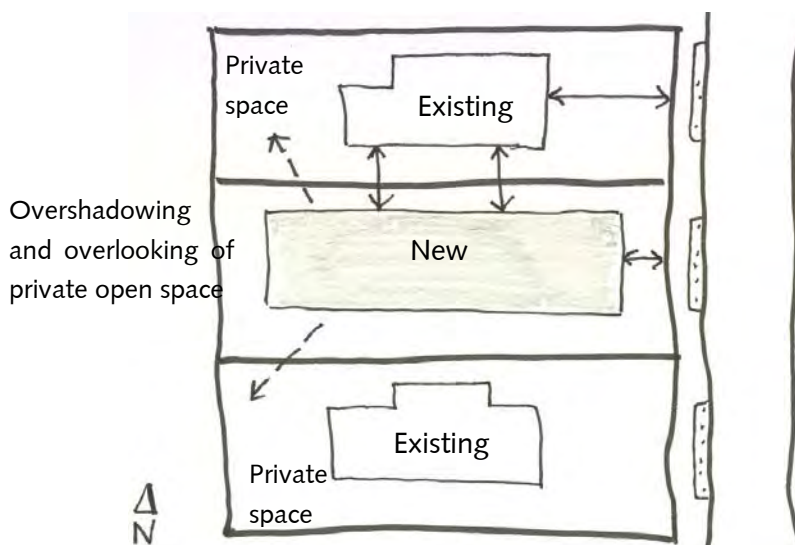 Private
space
Existing
Overshadowing
and overlooking of
private open space
New
Existing
Private
space
N